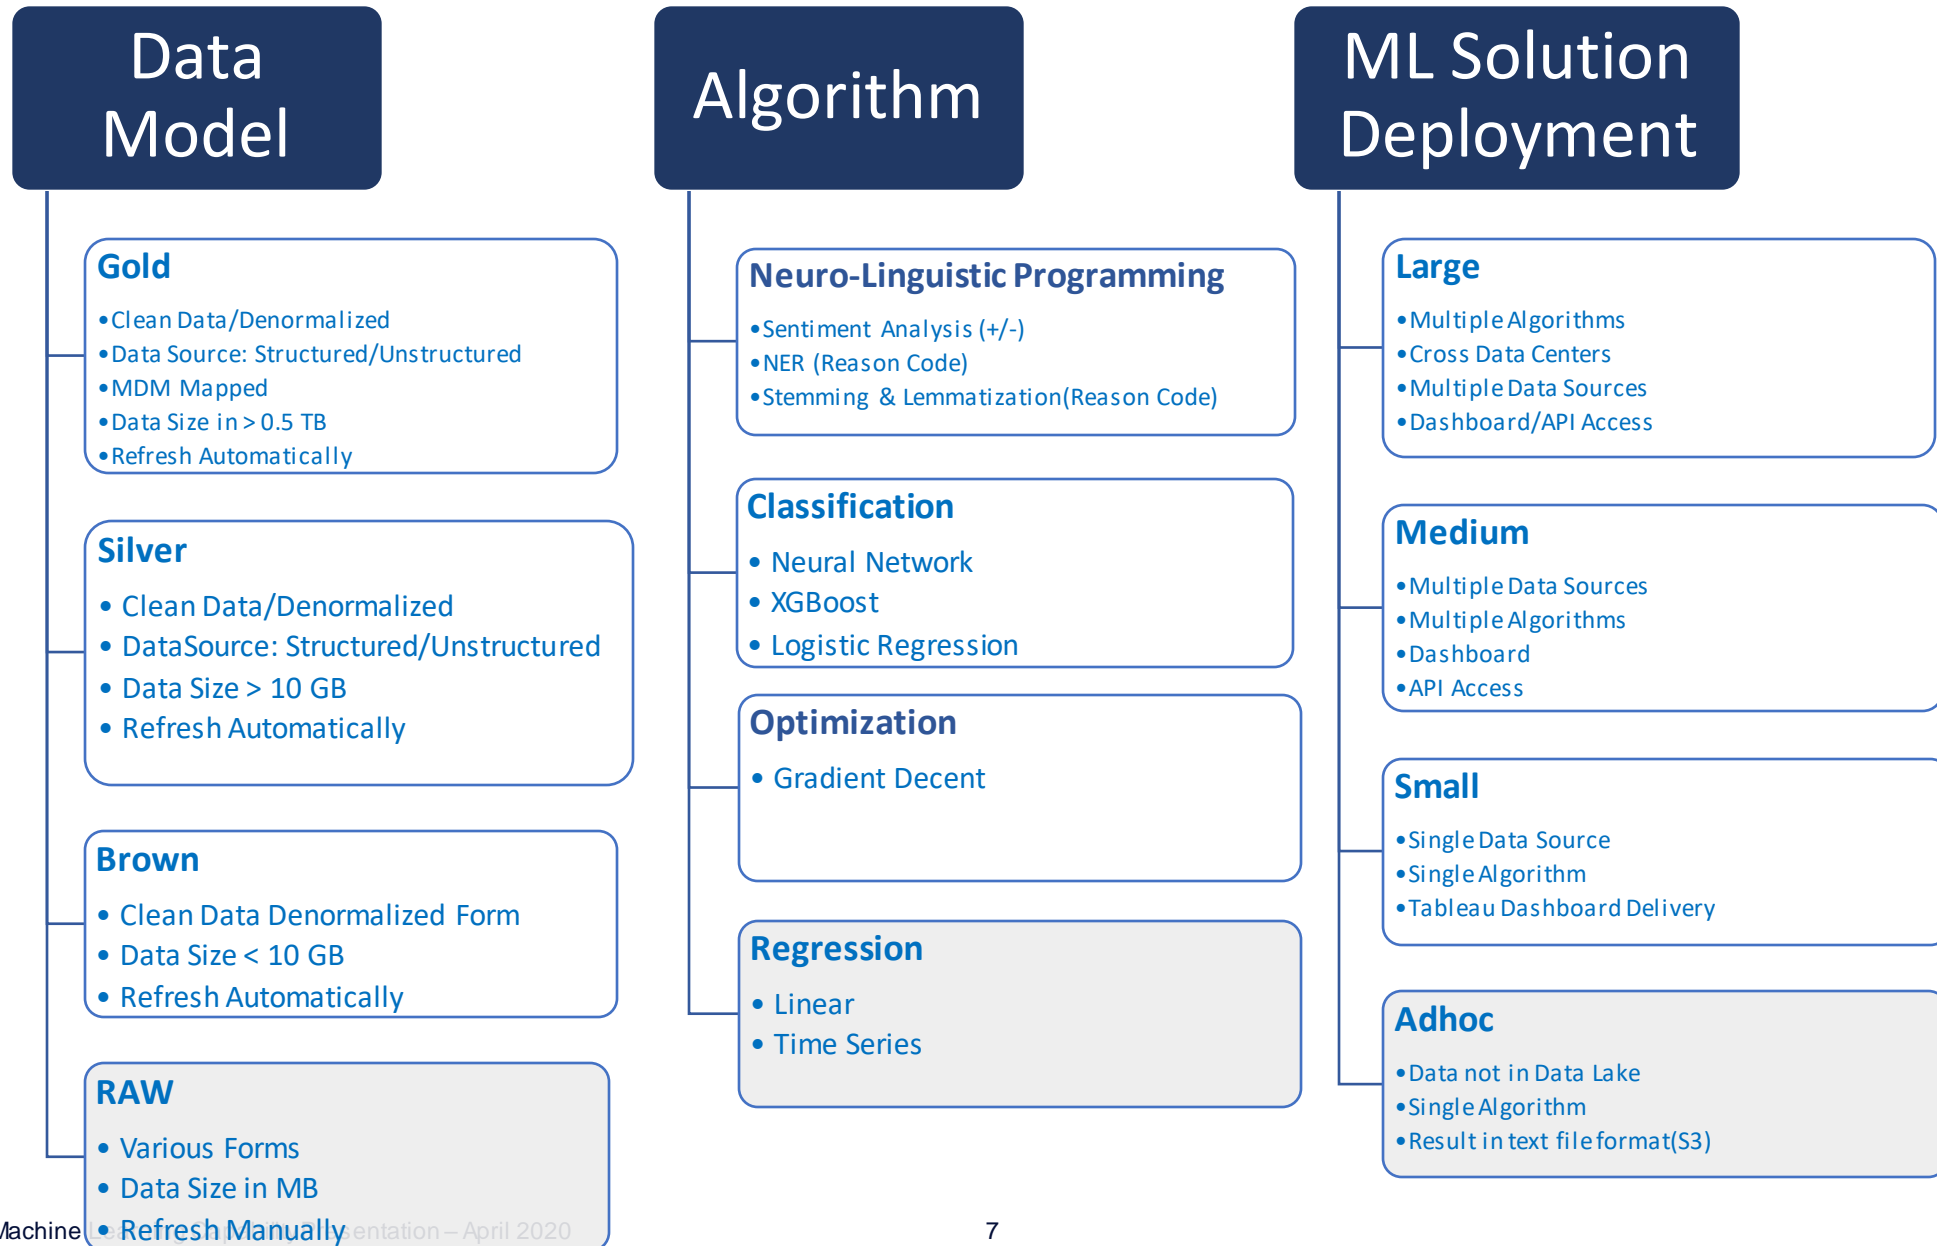 Data
Model
Gold
•Clean Data/Denormalized
•Data Source: Structured/Unstructured
•MDM Mapped
•Data Size in > 0.5 TB
•Refresh Automatically
Silver
• Clean Data/Denormalized
• DataSource: Structured/Unstructured
• Data Size > 10 GB
• Refresh Automatically
Brown
• Clean Data Denormalized Form
• Data Size < 10 GB
• Refresh Automatically
RAW
• Various Forms
• Data Size in MB
• Refresh Manually
Algorithm
Neuro-Linguistic Programming
•Sentiment Analysis (+/-)
•NER (Reason Code)
•Stemming & Lemmatization(Reason Code)
Classification
• Neural Network
• XGBoost
• Logistic Regression
Optimization
• Gradient Decent
Regression
• Linear
• Time Series
ML Solution
Deployment
Large
•Multiple Algorithms
•Cross Data Centers
•Multiple Data Sources
•Dashboard/API Access
Medium
•Multiple Data Sources
•Multiple Algorithms
•Dashboard
•API Access
Small
•Single Data Source
•Single Algorithm
•Tableau Dashboard Delivery
Adhoc
•Data not in Data Lake
•Single Algorithm
•Result in text file format(S3)
Machine Learning Capability Presentation – April 2020
7